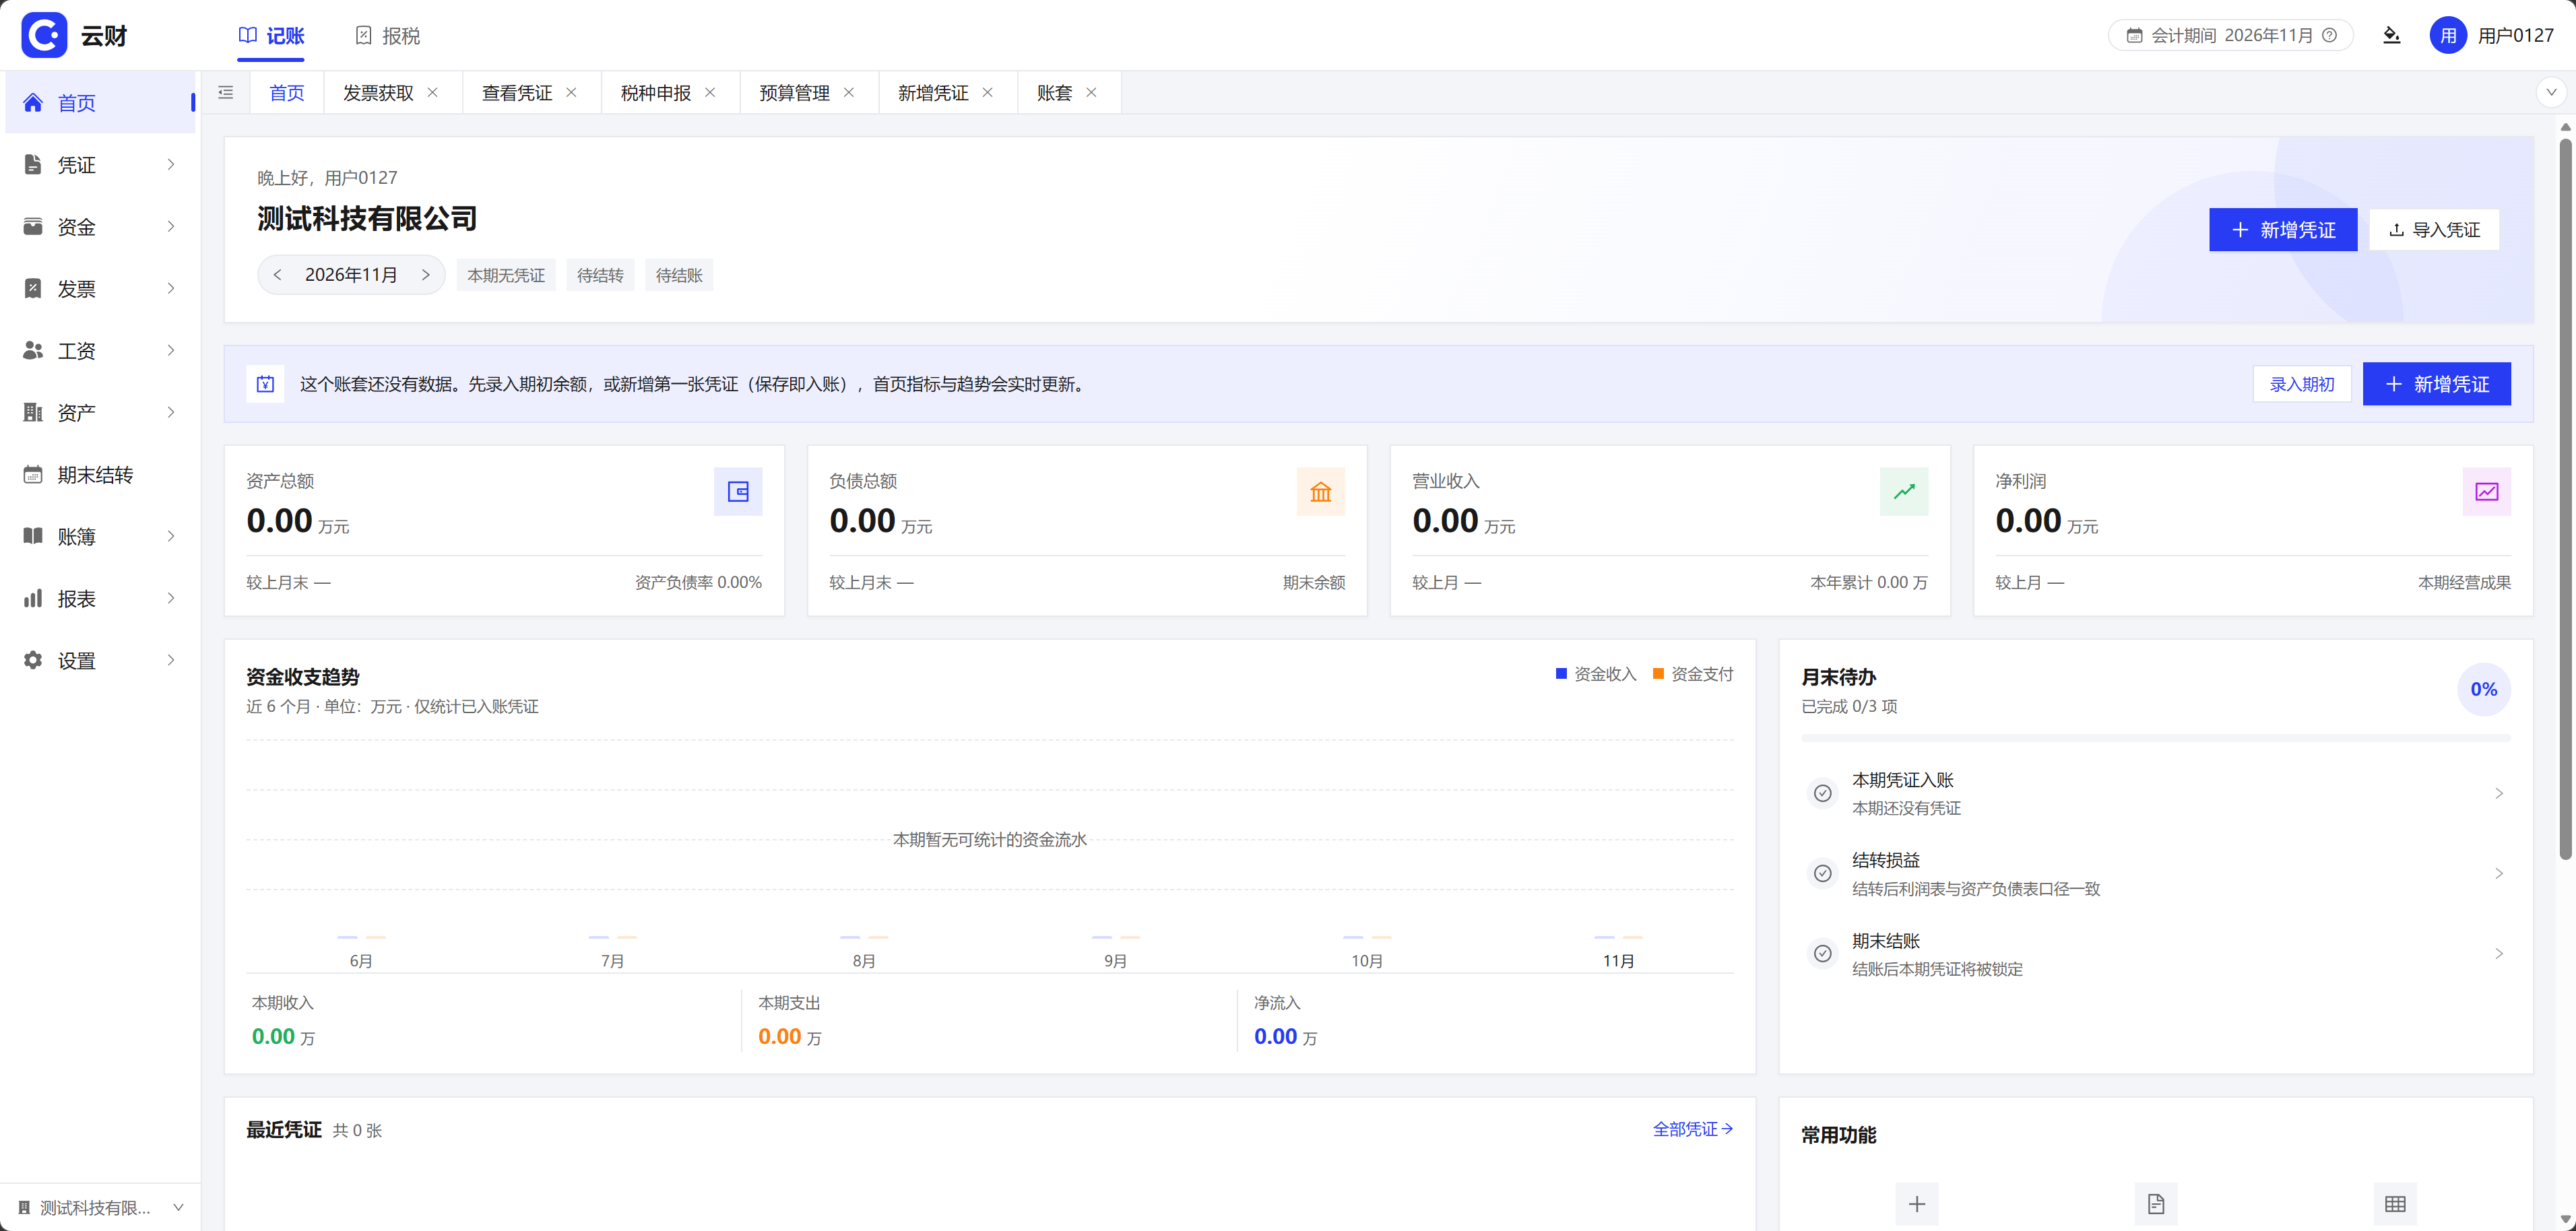 云财
记账
报税
会计期间 2026年11月
用 用户0127
首页
凭证
资金
发票
工资
资产
期末结转
账簿
报表
设置
测试科技有限...
首页 发票获取 查看凭证 税种申报 预算管理 新增凭证 账套
晚上好，用户0127
测试科技有限公司
2026年11月 本期无凭证 待结转 待结账
新增凭证 导入凭证
这个账套还没有数据。先录入期初余额，或新增第一张凭证（保存即入账），首页指标与趋势会实时更新。
录入期初 新增凭证
资产总额
0.00 万元
较上月末 — 资产负债率 0.00%
负债总额
0.00 万元
较上月末 — 期末余额
营业收入
0.00 万元
较上月 — 本年累计 0.00 万
净利润
0.00 万元
较上月 — 本期经营成果
资金收支趋势
近 6 个月 · 单位：万元 · 仅统计已入账凭证
资金收入 资金支付
本期暂无可统计的资金流水
6月 7月 8月 9月 10月 11月
本期收入
0.00 万
本期支出
0.00 万
净流入
0.00 万
月末待办
已完成 0/3 项
0%
本期凭证入账
本期还没有凭证
结转损益
结转后利润表与资产负债表口径一致
期末结账
结账后本期凭证将被锁定
最近凭证 共 0 张
全部凭证
常用功能